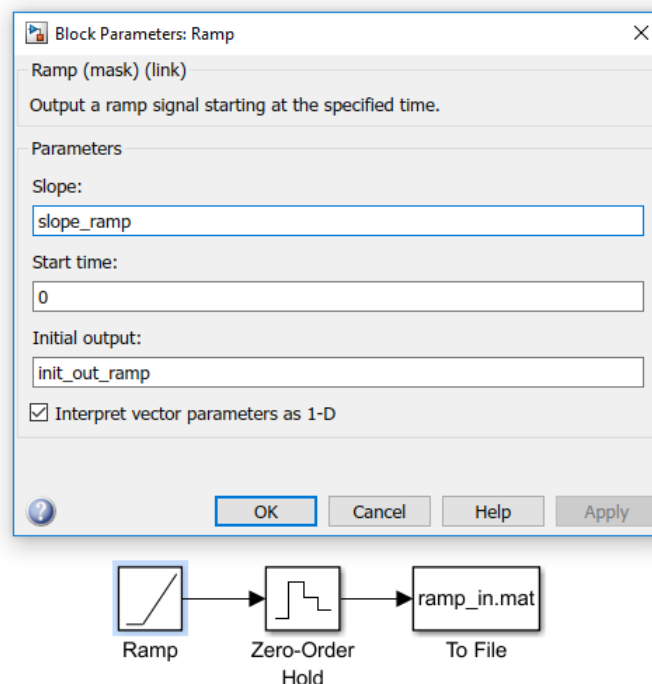 Block Parameters: Ramp
Ramp (mask) (link)
Output a ramp signal starting at the specified time.
Parameters
Slope:
slope_ramp
Start time:
0
Initial output:
init_out_ramp
Interpret vector parameters as 1-D
?
OK Cancel Help Apply
ramp_in.mat
Ramp Zero-Order To File
Hold